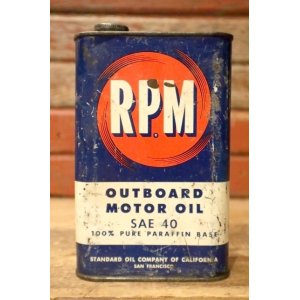 RPM
OUTBOARD
MOTOR OIL
SAE 40
100% PURE PARAFFIN BASE
STANDARD OIL COMPANY OF CALIFORNIA
SAN FRANCISCO